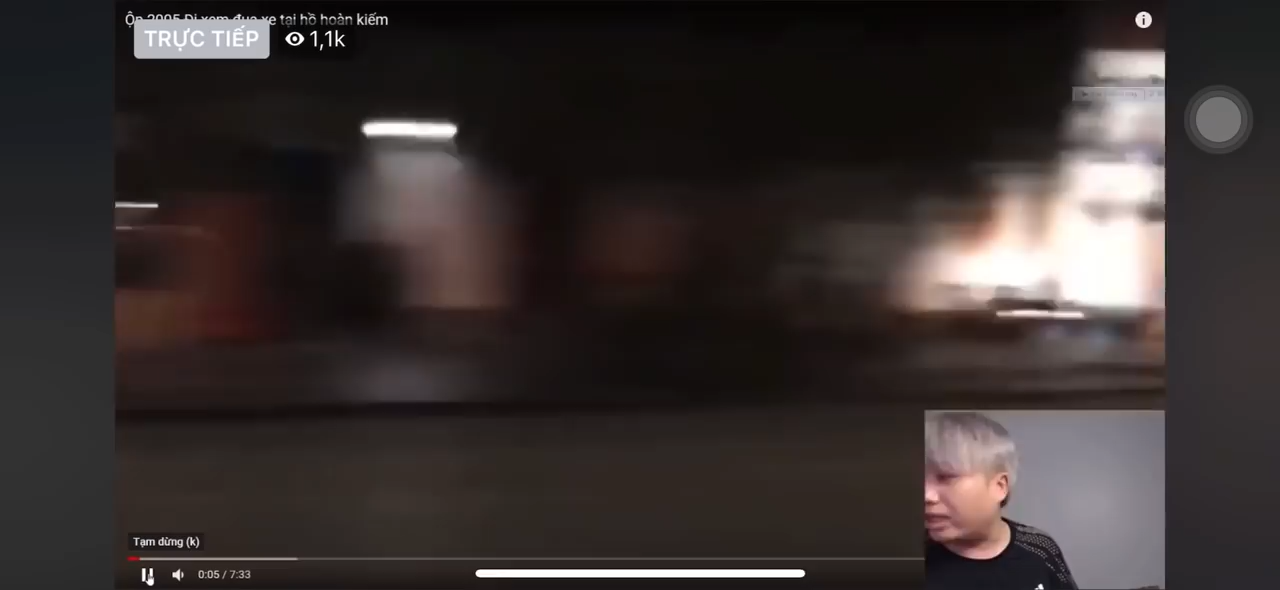 Ôn 2005 Đi xem đua xe tại hồ hoàn kiếm
TRỰC TIẾP
1,1k
Tạm dừng (k)
0:05 / 7:33